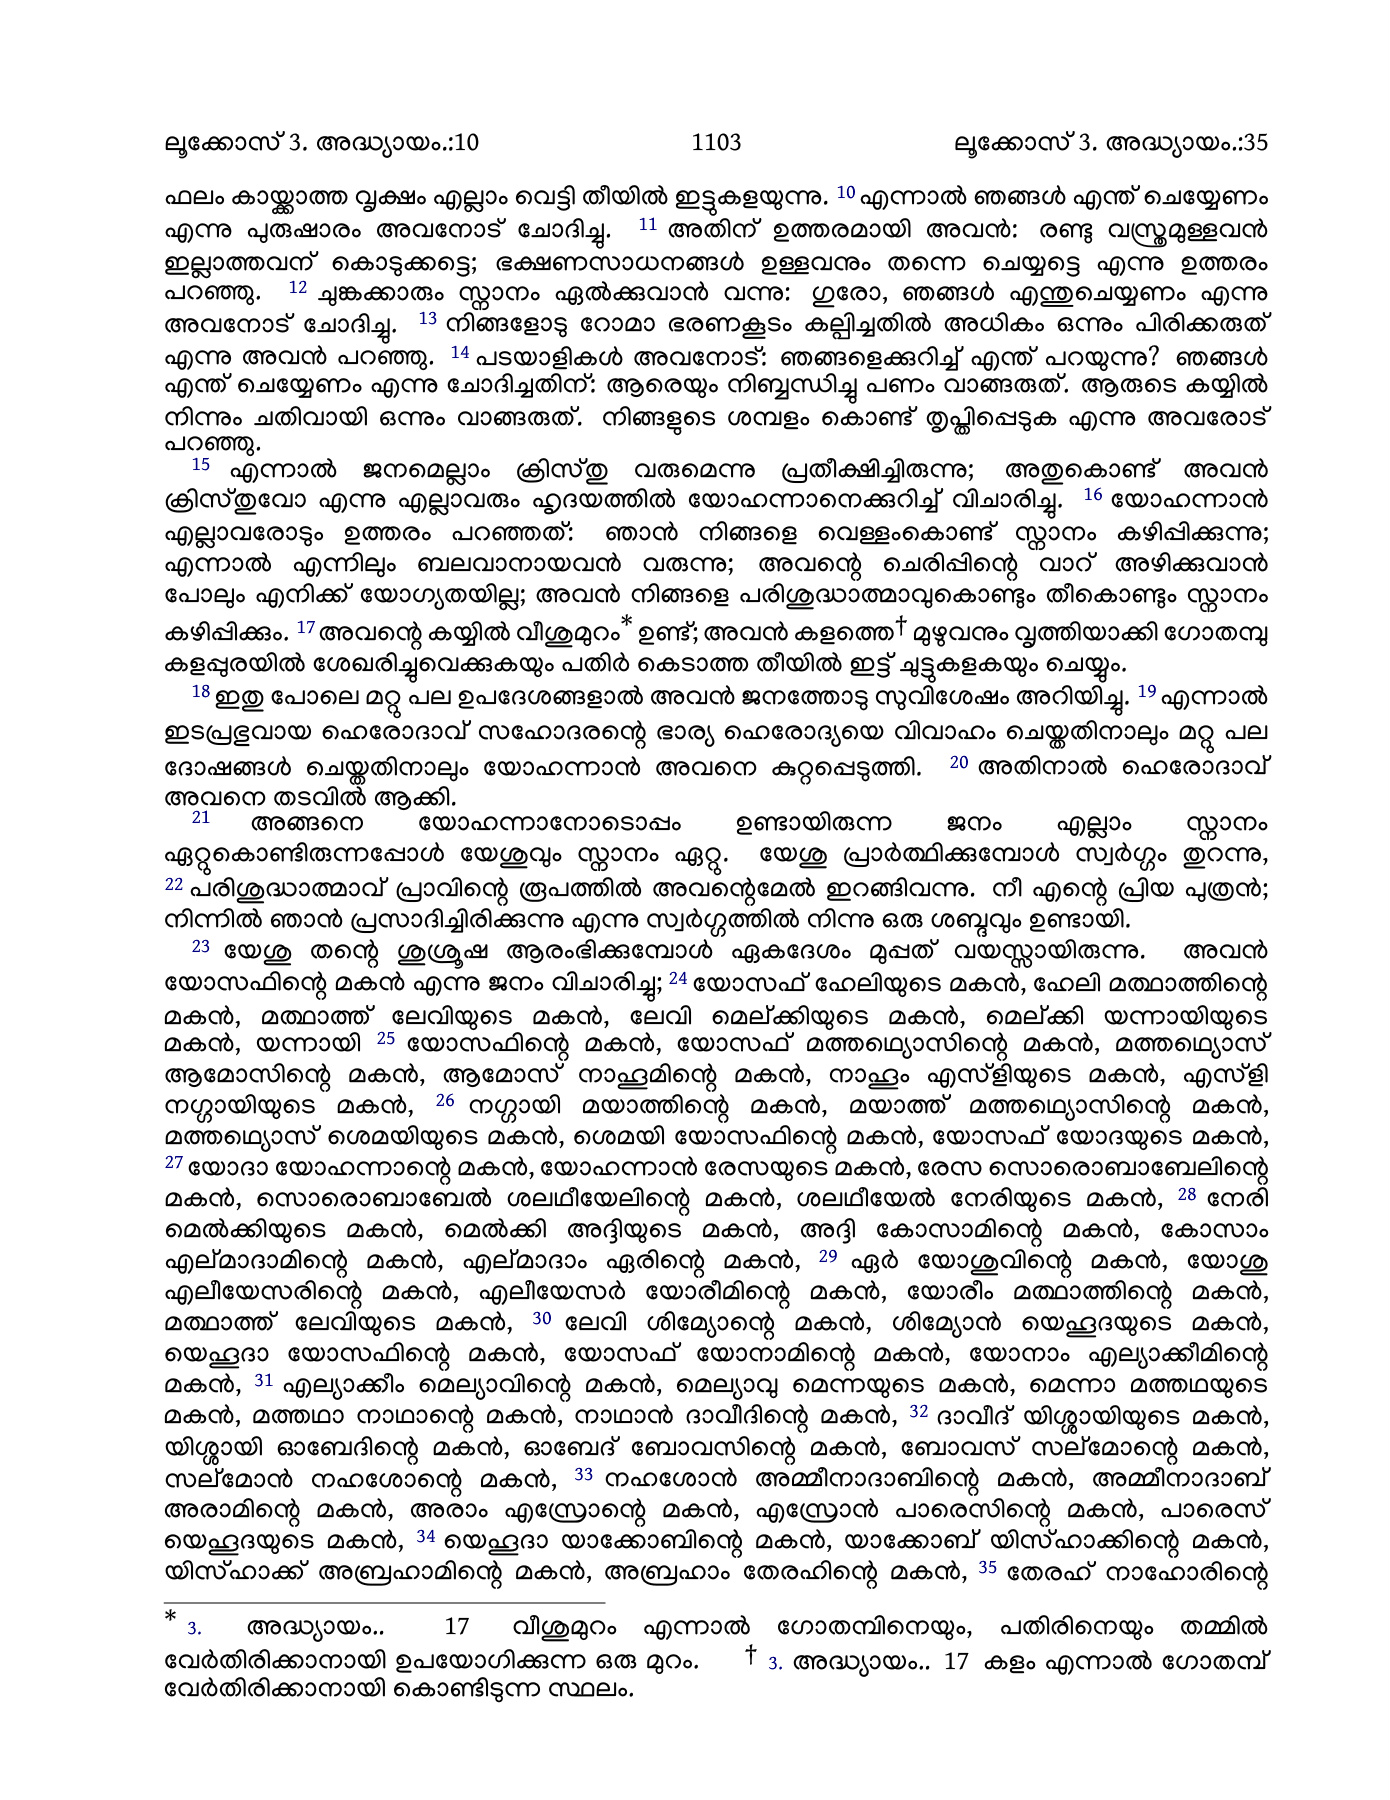 ലൂക്കോസ് 3. അദ്ധ്യായം.:10 1103 ലൂക്കോസ് 3. അദ്ധ്യായം.:35
ഫലം കായ്ക്കാത്ത വൃക്ഷം എല്ലാം വെട്ടി തീയിൽ ഇട്ടുകളയുന്നു. 10 എന്നാൽ ഞങ്ങൾ എന്ത് ചെയ്യേണം
എന്നു പുരുഷാരം അവനോട് ചോദിച്ചു. 11 അതിന് ഉത്തരമായി അവൻ: രണ്ടു വസ്ത്രമുള്ളവൻ
ഇല്ലാത്തവന് കൊടുക്കട്ടെ; ഭക്ഷണസാധനങ്ങൾ ഉള്ളവനും തന്നെ ചെയ്യട്ടെ എന്നു ഉത്തരം
പറഞ്ഞു. 12 ചുങ്കക്കാരും സ്നാനം ഏൽക്കുവാൻ വന്നു: ഗുരോ, ഞങ്ങൾ എന്തുചെയ്യണം എന്നു
അവനോട് ചോദിച്ചു. 13 നിങ്ങളോടു റോമാ ഭരണകൂടം കല്പിച്ചതിൽ അധികം ഒന്നും പിരിക്കരുത്
എന്നു അവൻ പറഞ്ഞു. 14 പടയാളികൾ അവനോട്: ഞങ്ങളെക്കുറിച്ച് എന്ത് പറയുന്നു? ഞങ്ങൾ
എന്ത് ചെയ്യേണം എന്നു ചോദിച്ചതിന്: ആരെയും നിബ്ബന്ധിച്ചു പണം വാങ്ങരുത്. ആരുടെ കയ്യിൽ
നിന്നും ചതിവായി ഒന്നും വാങ്ങരുത്. നിങ്ങളുടെ ശമ്പളം കൊണ്ട് തൃപ്തിപ്പെടുക എന്നു അവരോട്
പറഞ്ഞു.
15 എന്നാൽ ജനമെല്ലാം ക്രിസ്തു വരുമെന്നു പ്രതീക്ഷിച്ചിരുന്നു; അതുകൊണ്ട് അവൻ
ക്രിസ്തുവോ എന്നു എല്ലാവരും ഹൃദയത്തിൽ യോഹന്നാനെക്കുറിച്ച് വിചാരിച്ചു. 16 യോഹന്നാൻ
എല്ലാവരോടും ഉത്തരം പറഞ്ഞത്: ഞാൻ നിങ്ങളെ വെള്ളംകൊണ്ട് സ്നാനം കഴിപ്പിക്കുന്നു;
എന്നാൽ എന്നിലും ബലവാനായവൻ വരുന്നു; അവന്റെ ചെരിപ്പിന്റെ വാറ് അഴിക്കുവാൻ
പോലും എനിക്ക് യോഗ്യതയില്ല; അവൻ നിങ്ങളെ പരിശുദ്ധാത്മാവുകൊണ്ടും തീകൊണ്ടും സ്നാനം
കഴിപ്പിക്കും. 17 അവന്റെ കയ്യിൽ വീശുമുറം* ഉണ്ട്; അവൻ കളത്തെ† മുഴുവനും വൃത്തിയാക്കി ഗോതമ്പു
കളപ്പുരയിൽ ശേഖരിച്ചുവെക്കുകയും പതിർ കെടാത്ത തീയിൽ ഇട്ട് ചുട്ടുകളകയും ചെയ്യും.
18 ഇതു പോലെ മറ്റു പല ഉപദേശങ്ങളാൽ അവൻ ജനത്തോടു സുവിശേഷം അറിയിച്ചു. 19 എന്നാൽ
ഇടപ്രഭുവായ ഹെരോദാവ് സഹോദരന്റെ ഭാര്യ ഹെരോദ്യയെ വിവാഹം ചെയ്തതിനാലും മറ്റു പല
ദോഷങ്ങൾ ചെയ്തതിനാലും യോഹന്നാൻ അവനെ കുറ്റപ്പെടുത്തി. 20 അതിനാൽ ഹെരോദാവ്
അവനെ തടവിൽ ആക്കി.
21 അങ്ങനെ യോഹന്നാനോടൊപ്പം ഉണ്ടായിരുന്ന ജനം എല്ലാം സ്നാനം
ഏറ്റുകൊണ്ടിരുന്നപ്പോൾ യേശുവും സ്നാനം ഏറ്റു. യേശു പ്രാർത്ഥിക്കുമ്പോൾ സ്വർഗ്ഗം തുറന്നു,
22 പരിശുദ്ധാത്മാവ് പ്രാവിന്റെ രൂപത്തിൽ അവന്റെമേൽ ഇറങ്ങിവന്നു. നീ എന്റെ പ്രിയ പുത്രൻ;
നിന്നിൽ ഞാൻ പ്രസാദിച്ചിരിക്കുന്നു എന്നു സ്വർഗ്ഗത്തിൽ നിന്നു ഒരു ശബ്ദവും ഉണ്ടായി.
23 യേശു തന്റെ ശുശ്രൂഷ ആരംഭിക്കുമ്പോൾ ഏകദേശം മുപ്പത് വയസ്സായിരുന്നു. അവൻ
യോസഫിന്റെ മകൻ എന്നു ജനം വിചാരിച്ചു; 24 യോസഫ് ഹേലിയുടെ മകൻ, ഹേലി മത്ഥാത്തിന്റെ
മകൻ, മത്ഥാത്ത് ലേവിയുടെ മകൻ, ലേവി മെല്ക്കിയുടെ മകൻ, മെല്ക്കി യന്നായിയുടെ
മകൻ, യന്നായി 25 യോസഫിന്റെ മകൻ, യോസഫ് മത്തഥ്യൊസിന്റെ മകൻ, മത്തഥ്യൊസ്
ആമോസിന്റെ മകൻ, ആമോസ് നാഹൂമിന്റെ മകൻ, നാഹൂം എസ്ളിയുടെ മകൻ, എസ്ളി
നഗ്ഗായിയുടെ മകൻ, 26 നഗ്ഗായി മയാത്തിന്റെ മകൻ, മയാത്ത് മത്തഥ്യൊസിന്റെ മകൻ,
മത്തഥ്യൊസ് ശെമയിയുടെ മകൻ, ശെമയി യോസഫിന്റെ മകൻ, യോസഫ് യോദയുടെ മകൻ,
27 യോദാ യോഹന്നാന്റെ മകൻ, യോഹന്നാൻ രേസയുടെ മകൻ, രേസ സൊരൊബാബേലിന്റെ
മകൻ, സൊരൊബാബേൽ ശലഥീയേലിന്റെ മകൻ, ശലഥീയേൽ നേരിയുടെ മകൻ, 28 നേരി
മെൽക്കിയുടെ മകൻ, മെൽക്കി അദ്ദിയുടെ മകൻ, അദ്ദി കോസാമിന്റെ മകൻ, കോസാം
എല്മാദാമിന്റെ മകൻ, എല്മാദാം ഏരിന്റെ മകൻ, 29 ഏർ യോശുവിന്റെ മകൻ, യോശു
എലീയേസരിന്റെ മകൻ, എലീയേസർ യോരീമിന്റെ മകൻ, യോരീം മത്ഥാത്തിന്റെ മകൻ,
മത്ഥാത്ത് ലേവിയുടെ മകൻ, 30 ലേവി ശിമ്യോന്റെ മകൻ, ശിമ്യോൻ യെഹൂദയുടെ മകൻ,
യെഹൂദാ യോസഫിന്റെ മകൻ, യോസഫ് യോനാമിന്റെ മകൻ, യോനാം എല്യാക്കീമിന്റെ
മകൻ, 31 എല്യാക്കീം മെല്യാവിന്റെ മകൻ, മെല്യാവു മെന്നയുടെ മകൻ, മെന്നാ മത്തഥയുടെ
മകൻ, മത്തഥാ നാഥാന്റെ മകൻ, നാഥാൻ ദാവീദിന്റെ മകൻ, 32 ദാവീദ് യിശ്ശായിയുടെ മകൻ,
യിശ്ശായി ഓബേദിന്റെ മകൻ, ഓബേദ് ബോവസിന്റെ മകൻ, ബോവസ് സല്മോന്റെ മകൻ,
സല്മോൻ നഹശോന്റെ മകൻ, 33 നഹശോൻ അമ്മീനാദാബിന്റെ മകൻ, അമ്മീനാദാബ്
അരാമിന്റെ മകൻ, അരാം എസ്രോന്റെ മകൻ, എസ്രോൻ പാരെസിന്റെ മകൻ, പാരെസ്
യെഹൂദയുടെ മകൻ, 34 യെഹൂദാ യാക്കോബിന്റെ മകൻ, യാക്കോബ് യിസ്ഹാക്കിന്റെ മകൻ,
യിസ്ഹാക്ക് അബ്രഹാമിന്റെ മകൻ, അബ്രഹാം തേരഹിന്റെ മകൻ, 35 തേരഹ് നാഹോരിന്റെ
* 3. അദ്ധ്യായം.. 17 വീശുമുറം എന്നാൽ ഗോതമ്പിനെയും, പതിരിനെയും തമ്മിൽ
വേർതിരിക്കാനായി ഉപയോഗിക്കുന്ന ഒരു മുറം. † 3. അദ്ധ്യായം.. 17 കളം എന്നാൽ ഗോതമ്പ്
വേർതിരിക്കാനായി കൊണ്ടിടുന്ന സ്ഥലം.